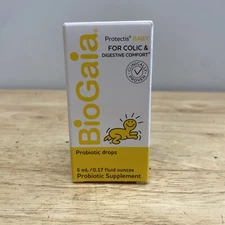 Protectis® BABY
FOR COLIC &
DIGESTIVE COMFORT*
BioGaia®
Probiotic drops
5 mL / 0.17 fluid ounces
Probiotic Supplement